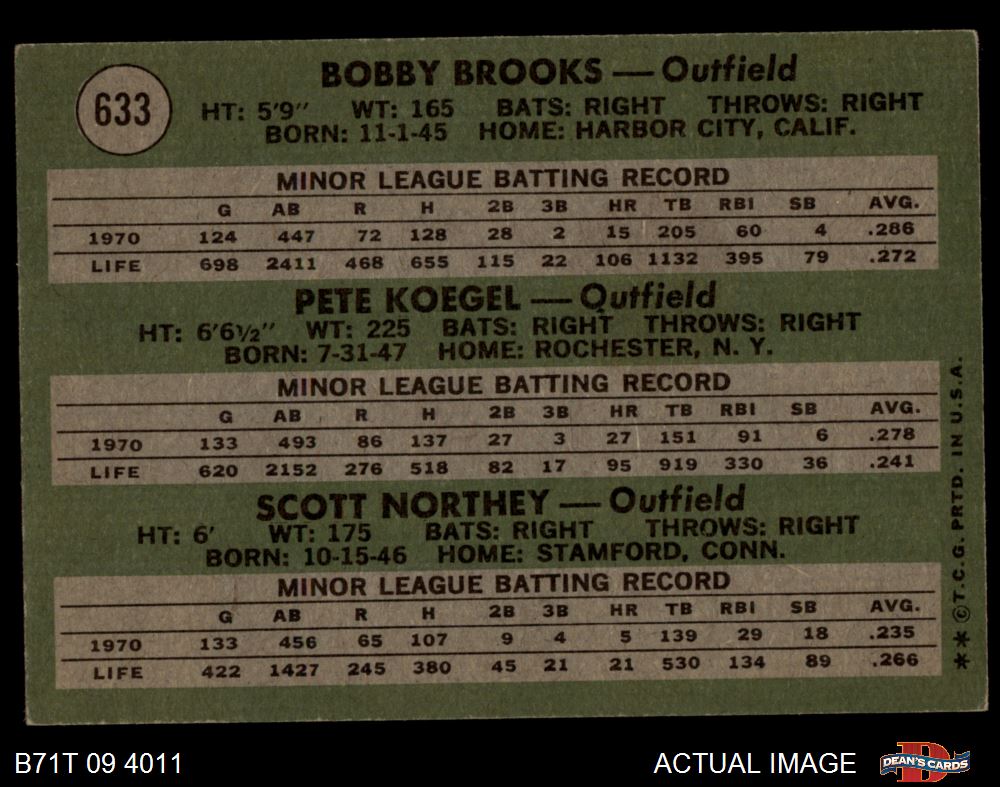 633
BOBBY BROOKS — Outfield
HT: 5'9" WT: 165 BATS: RIGHT THROWS: RIGHT
BORN: 11-1-45 HOME: HARBOR CITY, CALIF.
MINOR LEAGUE BATTING RECORD
G AB R H 2B 3B HR TB RBI SB AVG.
1970 124 447 72 128 28 2 15 205 60 4 .286
LIFE 698 2411 468 655 115 22 106 1132 395 79 .272
PETE KOEGEL — Outfield
HT: 6'6½" WT: 225 BATS: RIGHT THROWS: RIGHT
BORN: 7-31-47 HOME: ROCHESTER, N. Y.
MINOR LEAGUE BATTING RECORD
G AB R H 2B 3B HR TB RBI SB AVG.
1970 133 493 86 137 27 3 27 151 91 6 .278
LIFE 620 2152 276 518 82 17 95 919 330 36 .241
SCOTT NORTHEY — Outfield
HT: 6' WT: 175 BATS: RIGHT THROWS: RIGHT
BORN: 10-15-46 HOME: STAMFORD, CONN.
MINOR LEAGUE BATTING RECORD
G AB R H 2B 3B HR TB RBI SB AVG.
1970 133 456 65 107 9 4 5 139 29 18 .235
LIFE 422 1427 245 380 45 21 21 530 134 89 .266
** © T.C.G. PRTD. IN U.S.A.
B71T 09 4011 ACTUAL IMAGE DEAN'S CARDS